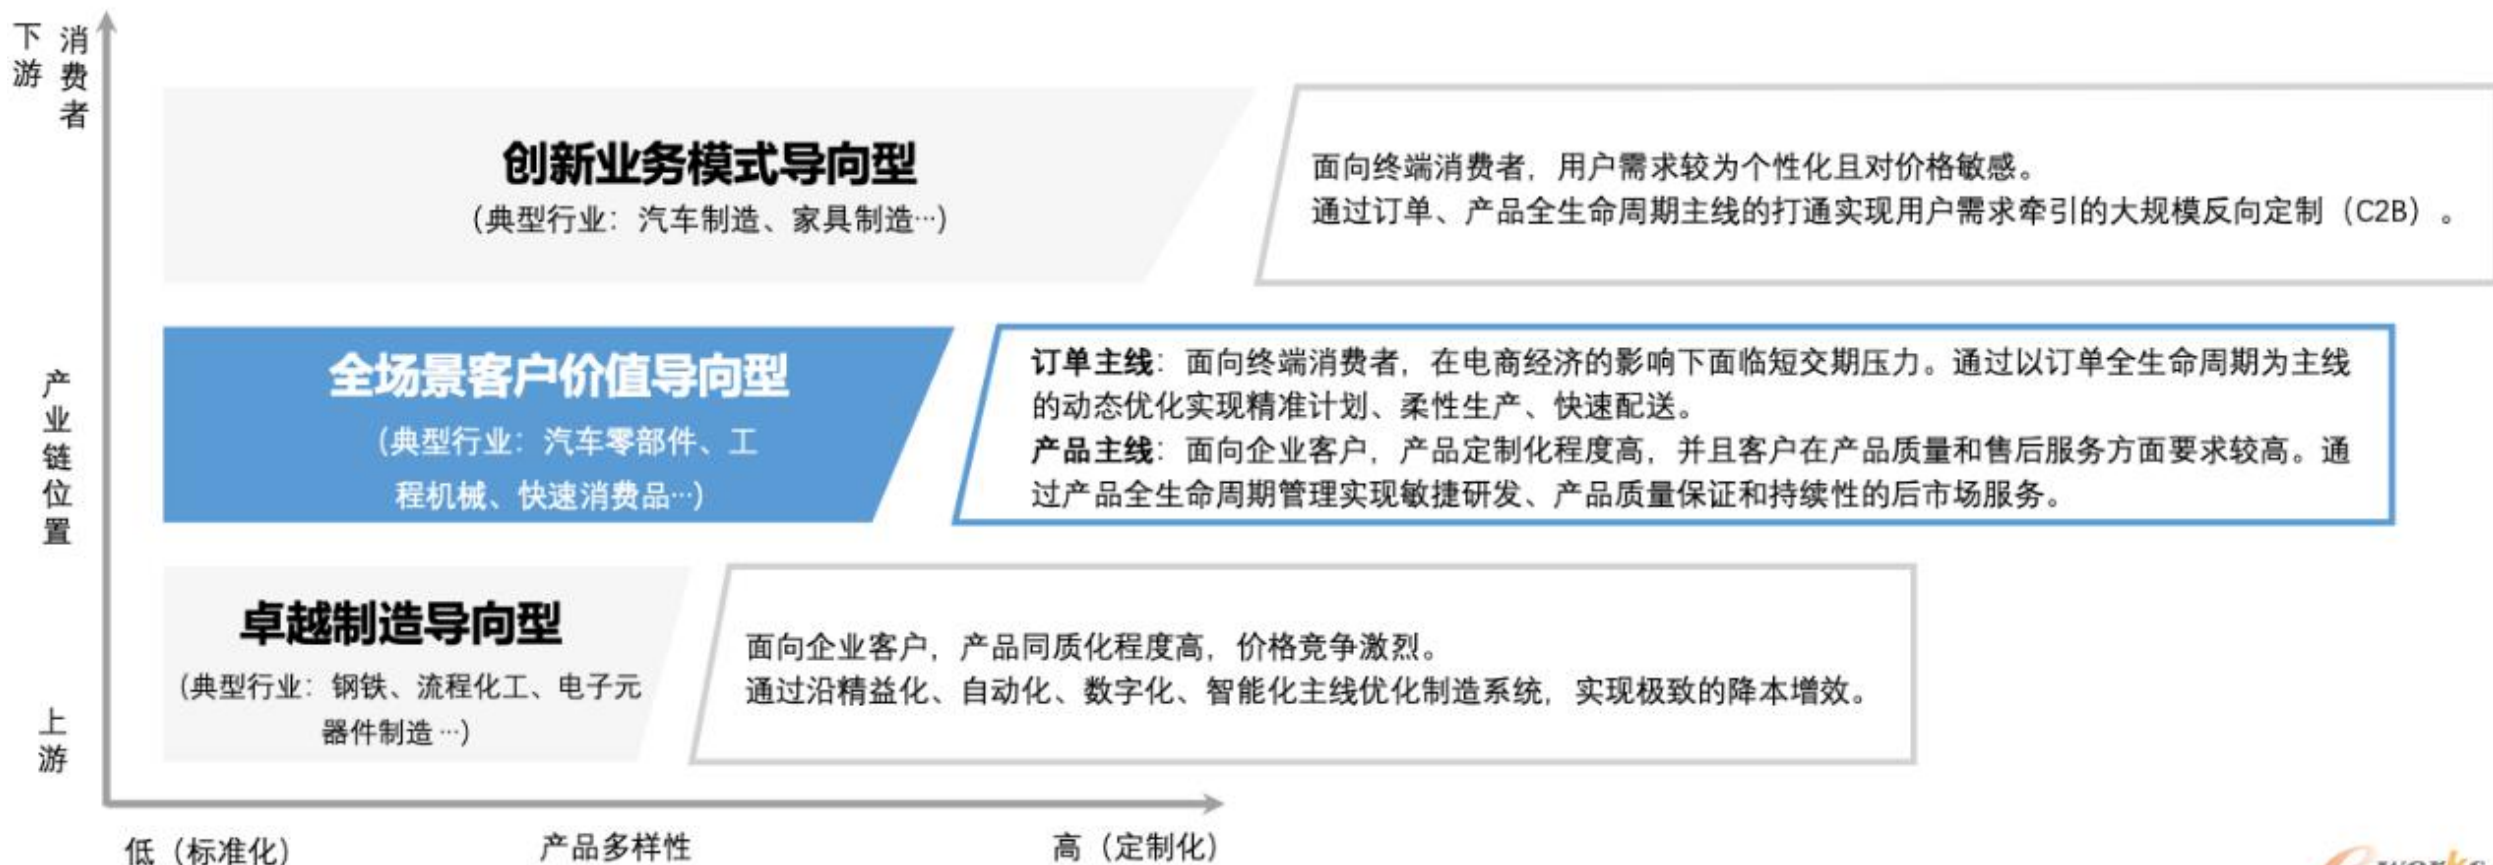 下游
消费者
创新业务模式导向型
（典型行业：汽车制造、家具制造…）
面向终端消费者，用户需求较为个性化且对价格敏感。
通过订单、产品全生命周期主线的打通实现用户需求牵引的大规模反向定制（C2B）。
产业链位置
全场景客户价值导向型
（典型行业：汽车零部件、工
程机械、快速消费品…）
订单主线：面向终端消费者，在电商经济的影响下面临短交期压力。通过以订单全生命周期为主线
的动态优化实现精准计划、柔性生产、快速配送。
产品主线：面向企业客户，产品定制化程度高，并且客户在产品质量和售后服务方面要求较高。通
过产品全生命周期管理实现敏捷研发、产品质量保证和持续性的后市场服务。
卓越制造导向型
（典型行业：钢铁、流程化工、电子元
器件制造 …）
面向企业客户，产品同质化程度高，价格竞争激烈。
通过沿精益化、自动化、数字化、智能化主线优化制造系统，实现极致的降本增效。
上游
低（标准化）
产品多样性
高（定制化）